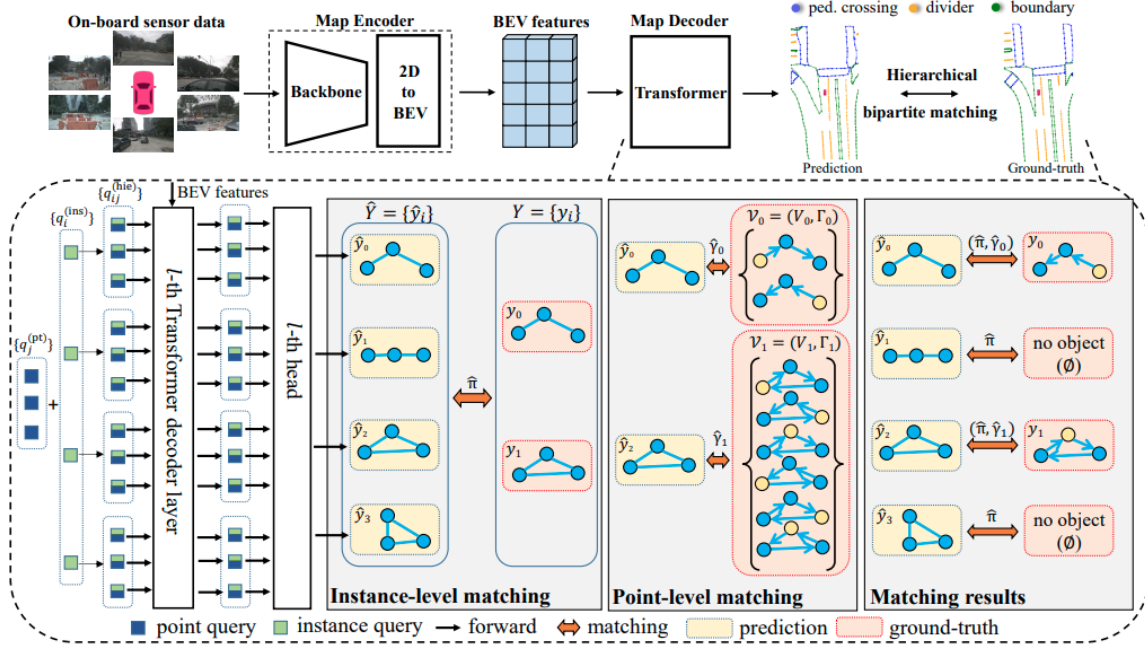 On-board sensor data
Map Encoder
BEV features
Map Decoder
ped. crossing
divider
boundary
Backbone
2D
to
BEV
Transformer
Hierarchical
bipartite matching
Prediction
Ground-truth
{q_i^(ins)}
{q_ij^(hie)}
BEV features
{q_j^(pt)}
+
l-th Transformer decoder layer
l-th head
Ŷ = {ŷ_i}
Y = {y_i}
ŷ_0
ŷ_1
ŷ_2
ŷ_3
π̂
y_0
y_1
Instance-level matching
𝒱_0 = (V_0, Γ_0)
ŷ_0
γ̂_0
𝒱_1 = (V_1, Γ_1)
ŷ_2
γ̂_1
Point-level matching
ŷ_0
(π̂, γ̂_0)
y_0
ŷ_1
π̂
no object
(∅)
ŷ_2
(π̂, γ̂_1)
y_1
ŷ_3
π̂
no object
(∅)
Matching results
point query
instance query
forward
matching
prediction
ground-truth